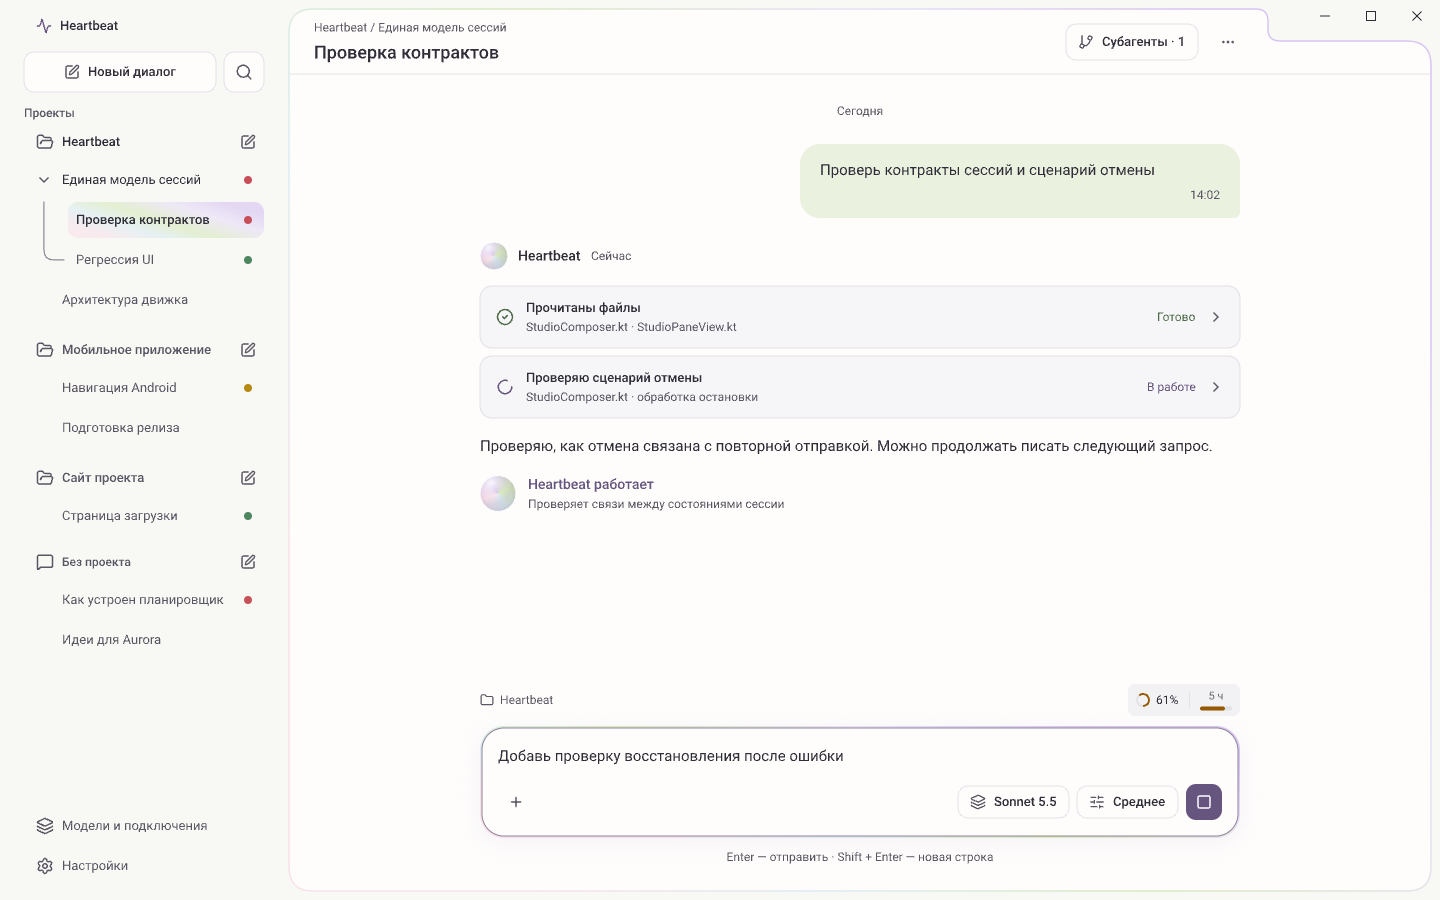 Heartbeat
Новый диалог
Проекты
Heartbeat
Единая модель сессий
Проверка контрактов
Регрессия UI
Архитектура движка
Мобильное приложение
Навигация Android
Подготовка релиза
Сайт проекта
Страница загрузки
Без проекта
Как устроен планировщик
Идеи для Aurora
Модели и подключения
Настройки
Heartbeat / Единая модель сессий
Проверка контрактов
Субагенты · 1
Сегодня
Проверь контракты сессий и сценарий отмены
14:02
Heartbeat Сейчас
Прочитаны файлы
StudioComposer.kt · StudioPaneView.kt
Готово
Проверяю сценарий отмены
StudioComposer.kt · обработка остановки
В работе
Проверяю, как отмена связана с повторной отправкой. Можно продолжать писать следующий запрос.
Heartbeat работает
Проверяет связи между состояниями сессии
Heartbeat
61%
5 ч
Добавь проверку восстановления после ошибки
Sonnet 5.5
Среднее
Enter — отправить · Shift + Enter — новая строка